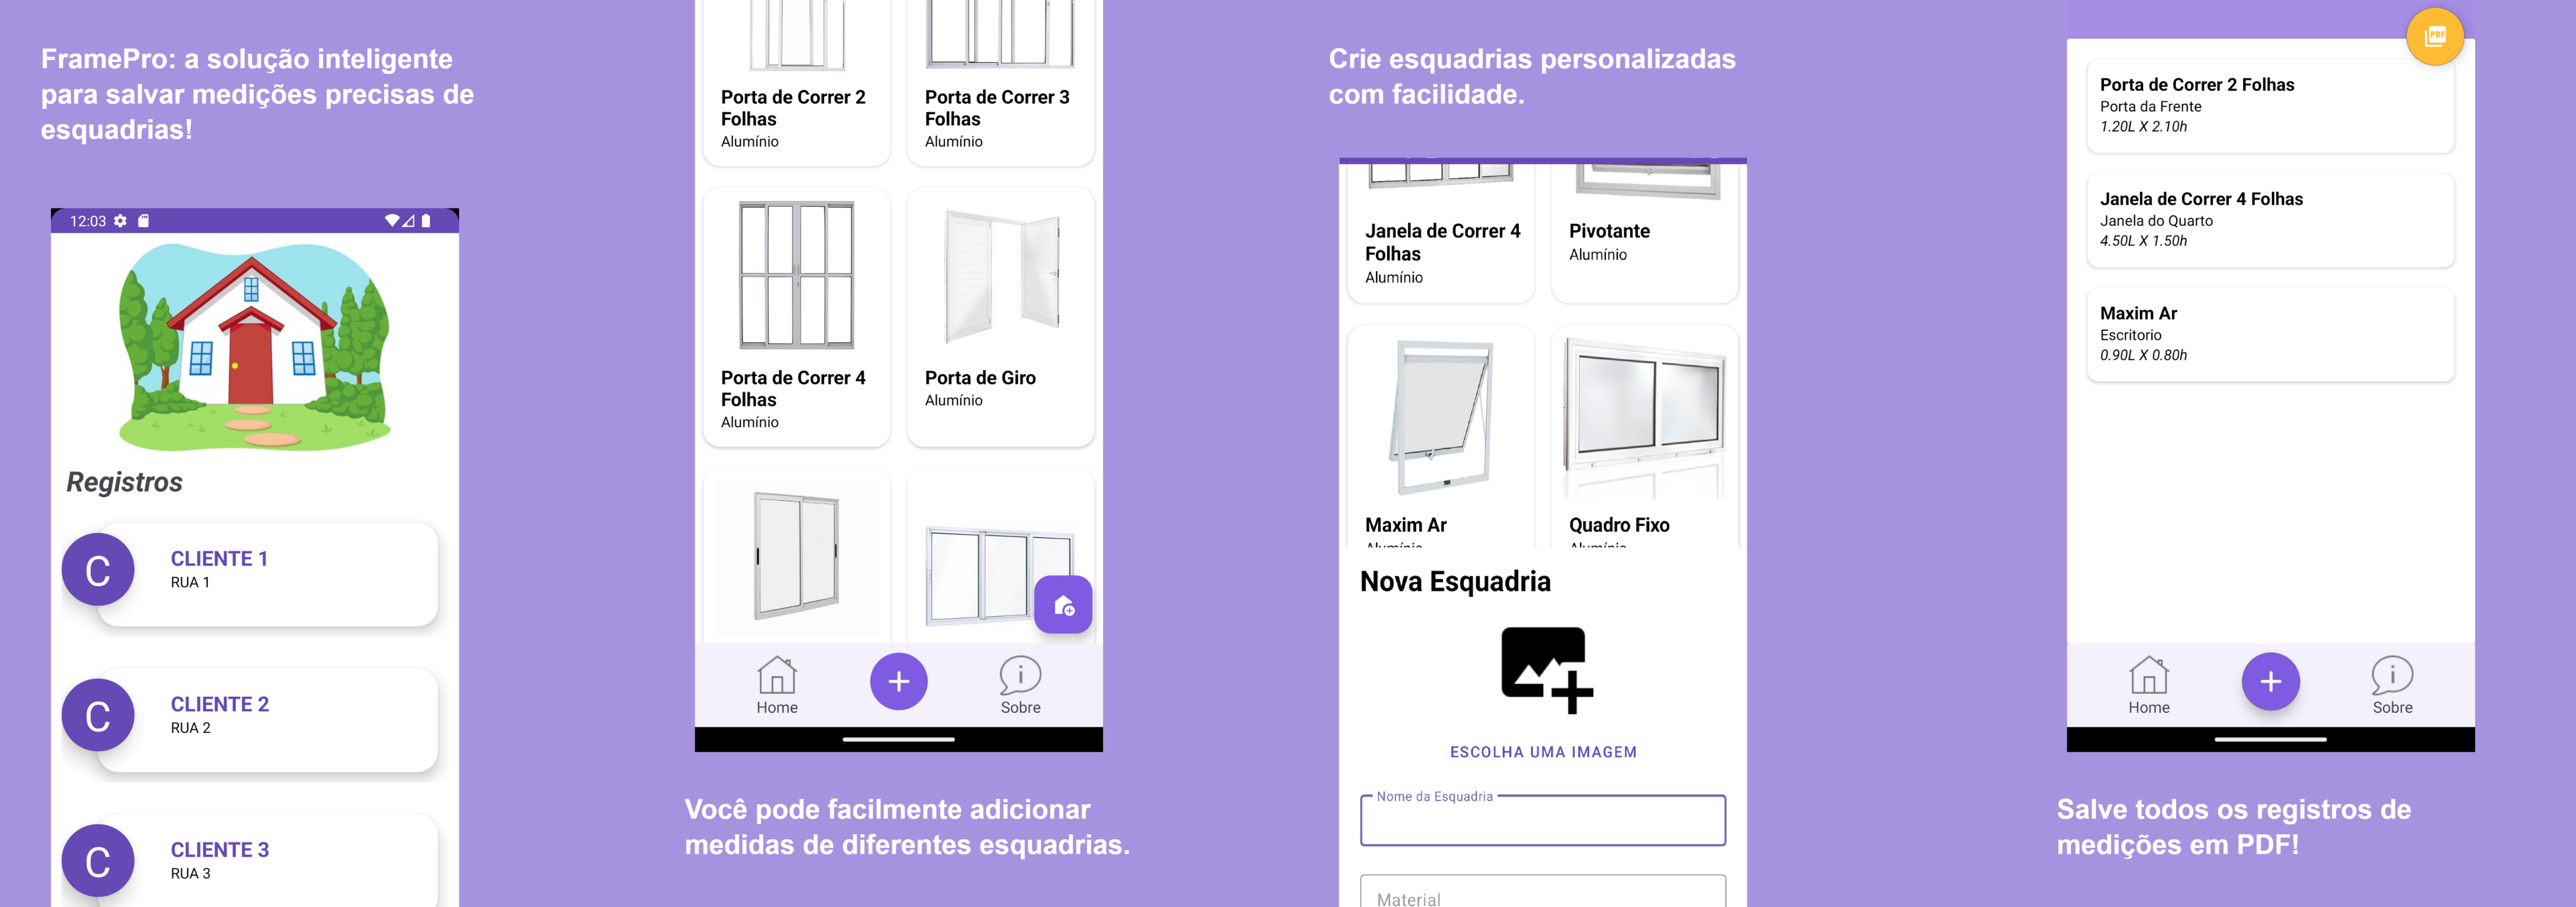 FramePro: a solução inteligente
para salvar medições precisas de
esquadrias!
12:03
Registros
C
CLIENTE 1
RUA 1
C
CLIENTE 2
RUA 2
C
CLIENTE 3
RUA 3
Porta de Correr 2
Folhas
Alumínio
Porta de Correr 3
Folhas
Alumínio
Porta de Correr 4
Folhas
Alumínio
Porta de Giro
Alumínio
Home
Sobre
Você pode facilmente adicionar
medidas de diferentes esquadrias.
Crie esquadrias personalizadas
com facilidade.
Janela de Correr 4
Folhas
Alumínio
Pivotante
Alumínio
Maxim Ar
Alumínio
Quadro Fixo
Alumínio
Nova Esquadria
ESCOLHA UMA IMAGEM
Nome da Esquadria
Material
PDF
Porta de Correr 2 Folhas
Porta da Frente
1.20L X 2.10h
Janela de Correr 4 Folhas
Janela do Quarto
4.50L X 1.50h
Maxim Ar
Escritorio
0.90L X 0.80h
Home
Sobre
Salve todos os registros de
medições em PDF!